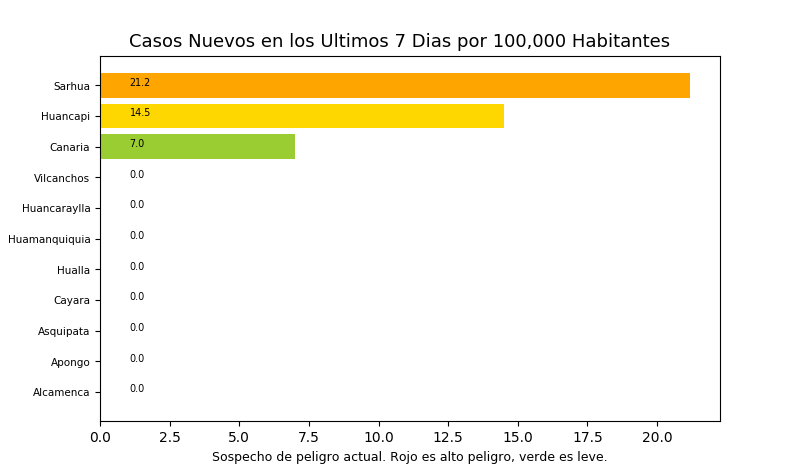 Casos Nuevos en los Ultimos 7 Dias por 100,000 Habitantes
Sarhua 21.2
Huancapi 14.5
Canaria 7.0
Vilcanchos 0.0
Huancaraylla 0.0
Huamanquiquia 0.0
Hualla 0.0
Cayara 0.0
Asquipata 0.0
Apongo 0.0
Alcamenca 0.0
0.0 2.5 5.0 7.5 10.0 12.5 15.0 17.5 20.0
Sospecho de peligro actual. Rojo es alto peligro, verde es leve.